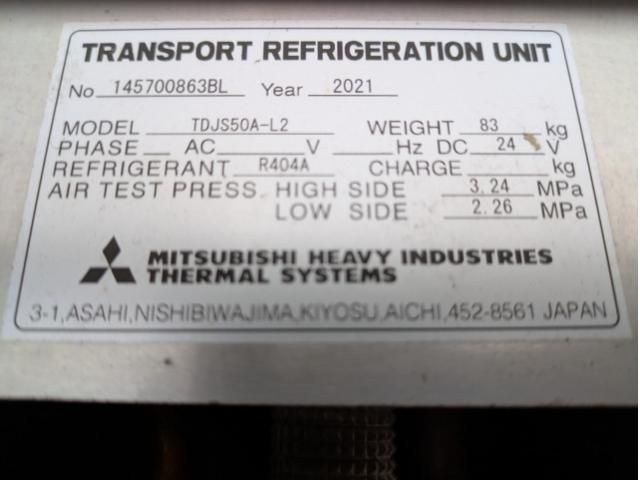 TRANSPORT REFRIGERATION UNIT
No 145700863BL Year 2021
MODEL TDJS50A-L2 WEIGHT 83 kg
PHASE AC V Hz DC 24 V
REFRIGERANT R404A CHARGE kg
AIR TEST PRESS. HIGH SIDE 3.24 MPa
LOW SIDE 2.26 MPa
MITSUBISHI HEAVY INDUSTRIES
THERMAL SYSTEMS
3-1,ASAHI,NISHIBIWAJIMA,KIYOSU,AICHI,452-8561 JAPAN